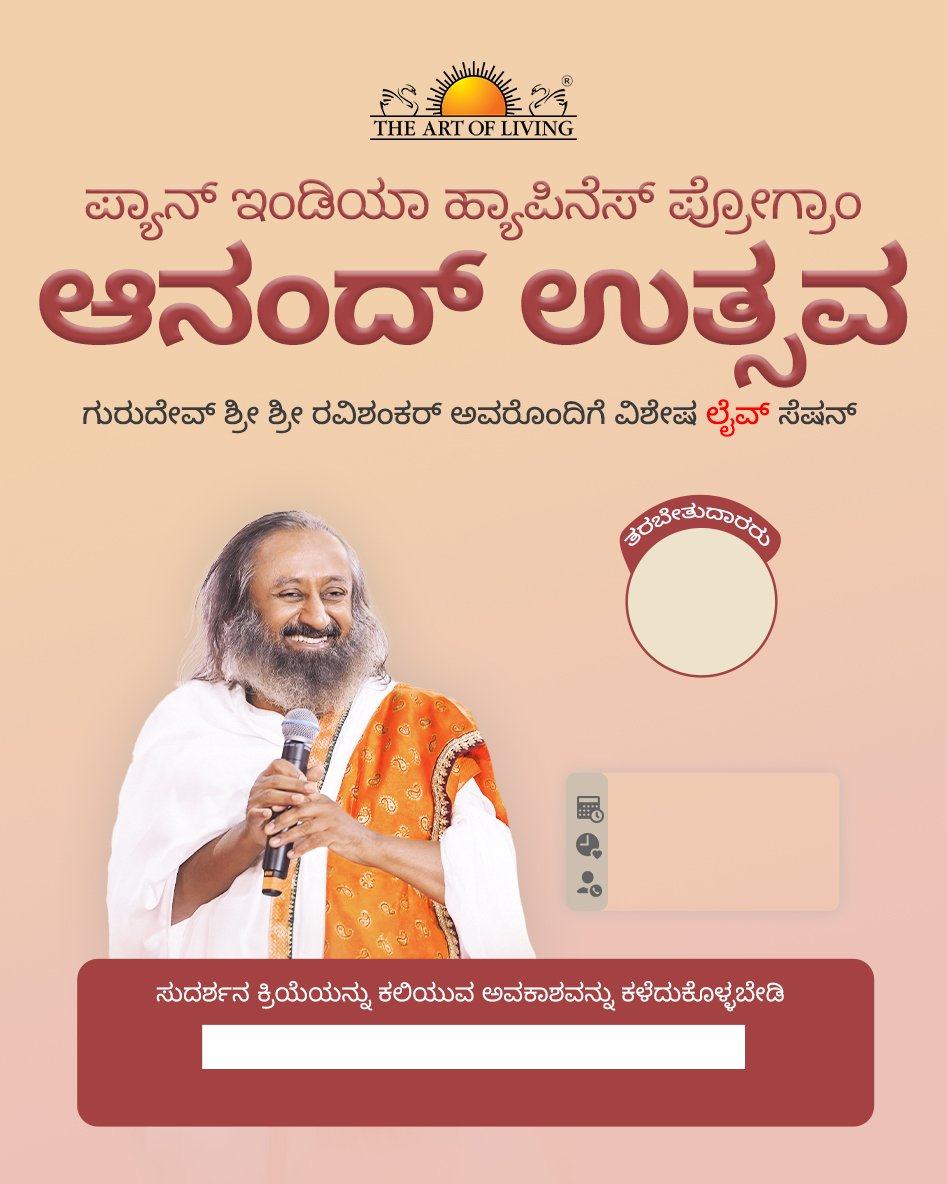 THE ART OF LIVING
®
ಪ್ಯಾನ್ ಇಂಡಿಯಾ ಹ್ಯಾಪಿನೆಸ್ ಪ್ರೋಗ್ರಾಂ
ಆನಂದ್ ಉತ್ಸವ
ಗುರುದೇವ್ ಶ್ರೀ ಶ್ರೀ ರವಿಶಂಕರ್ ಅವರೊಂದಿಗೆ ವಿಶೇಷ ಲೈವ್ ಸೆಷನ್
ತರಬೇತುದಾರರು
ಸುದರ್ಶನ ಕ್ರಿಯೆಯನ್ನು ಕಲಿಯುವ ಅವಕಾಶವನ್ನು ಕಳೆದುಕೊಳ್ಳಬೇಡಿ